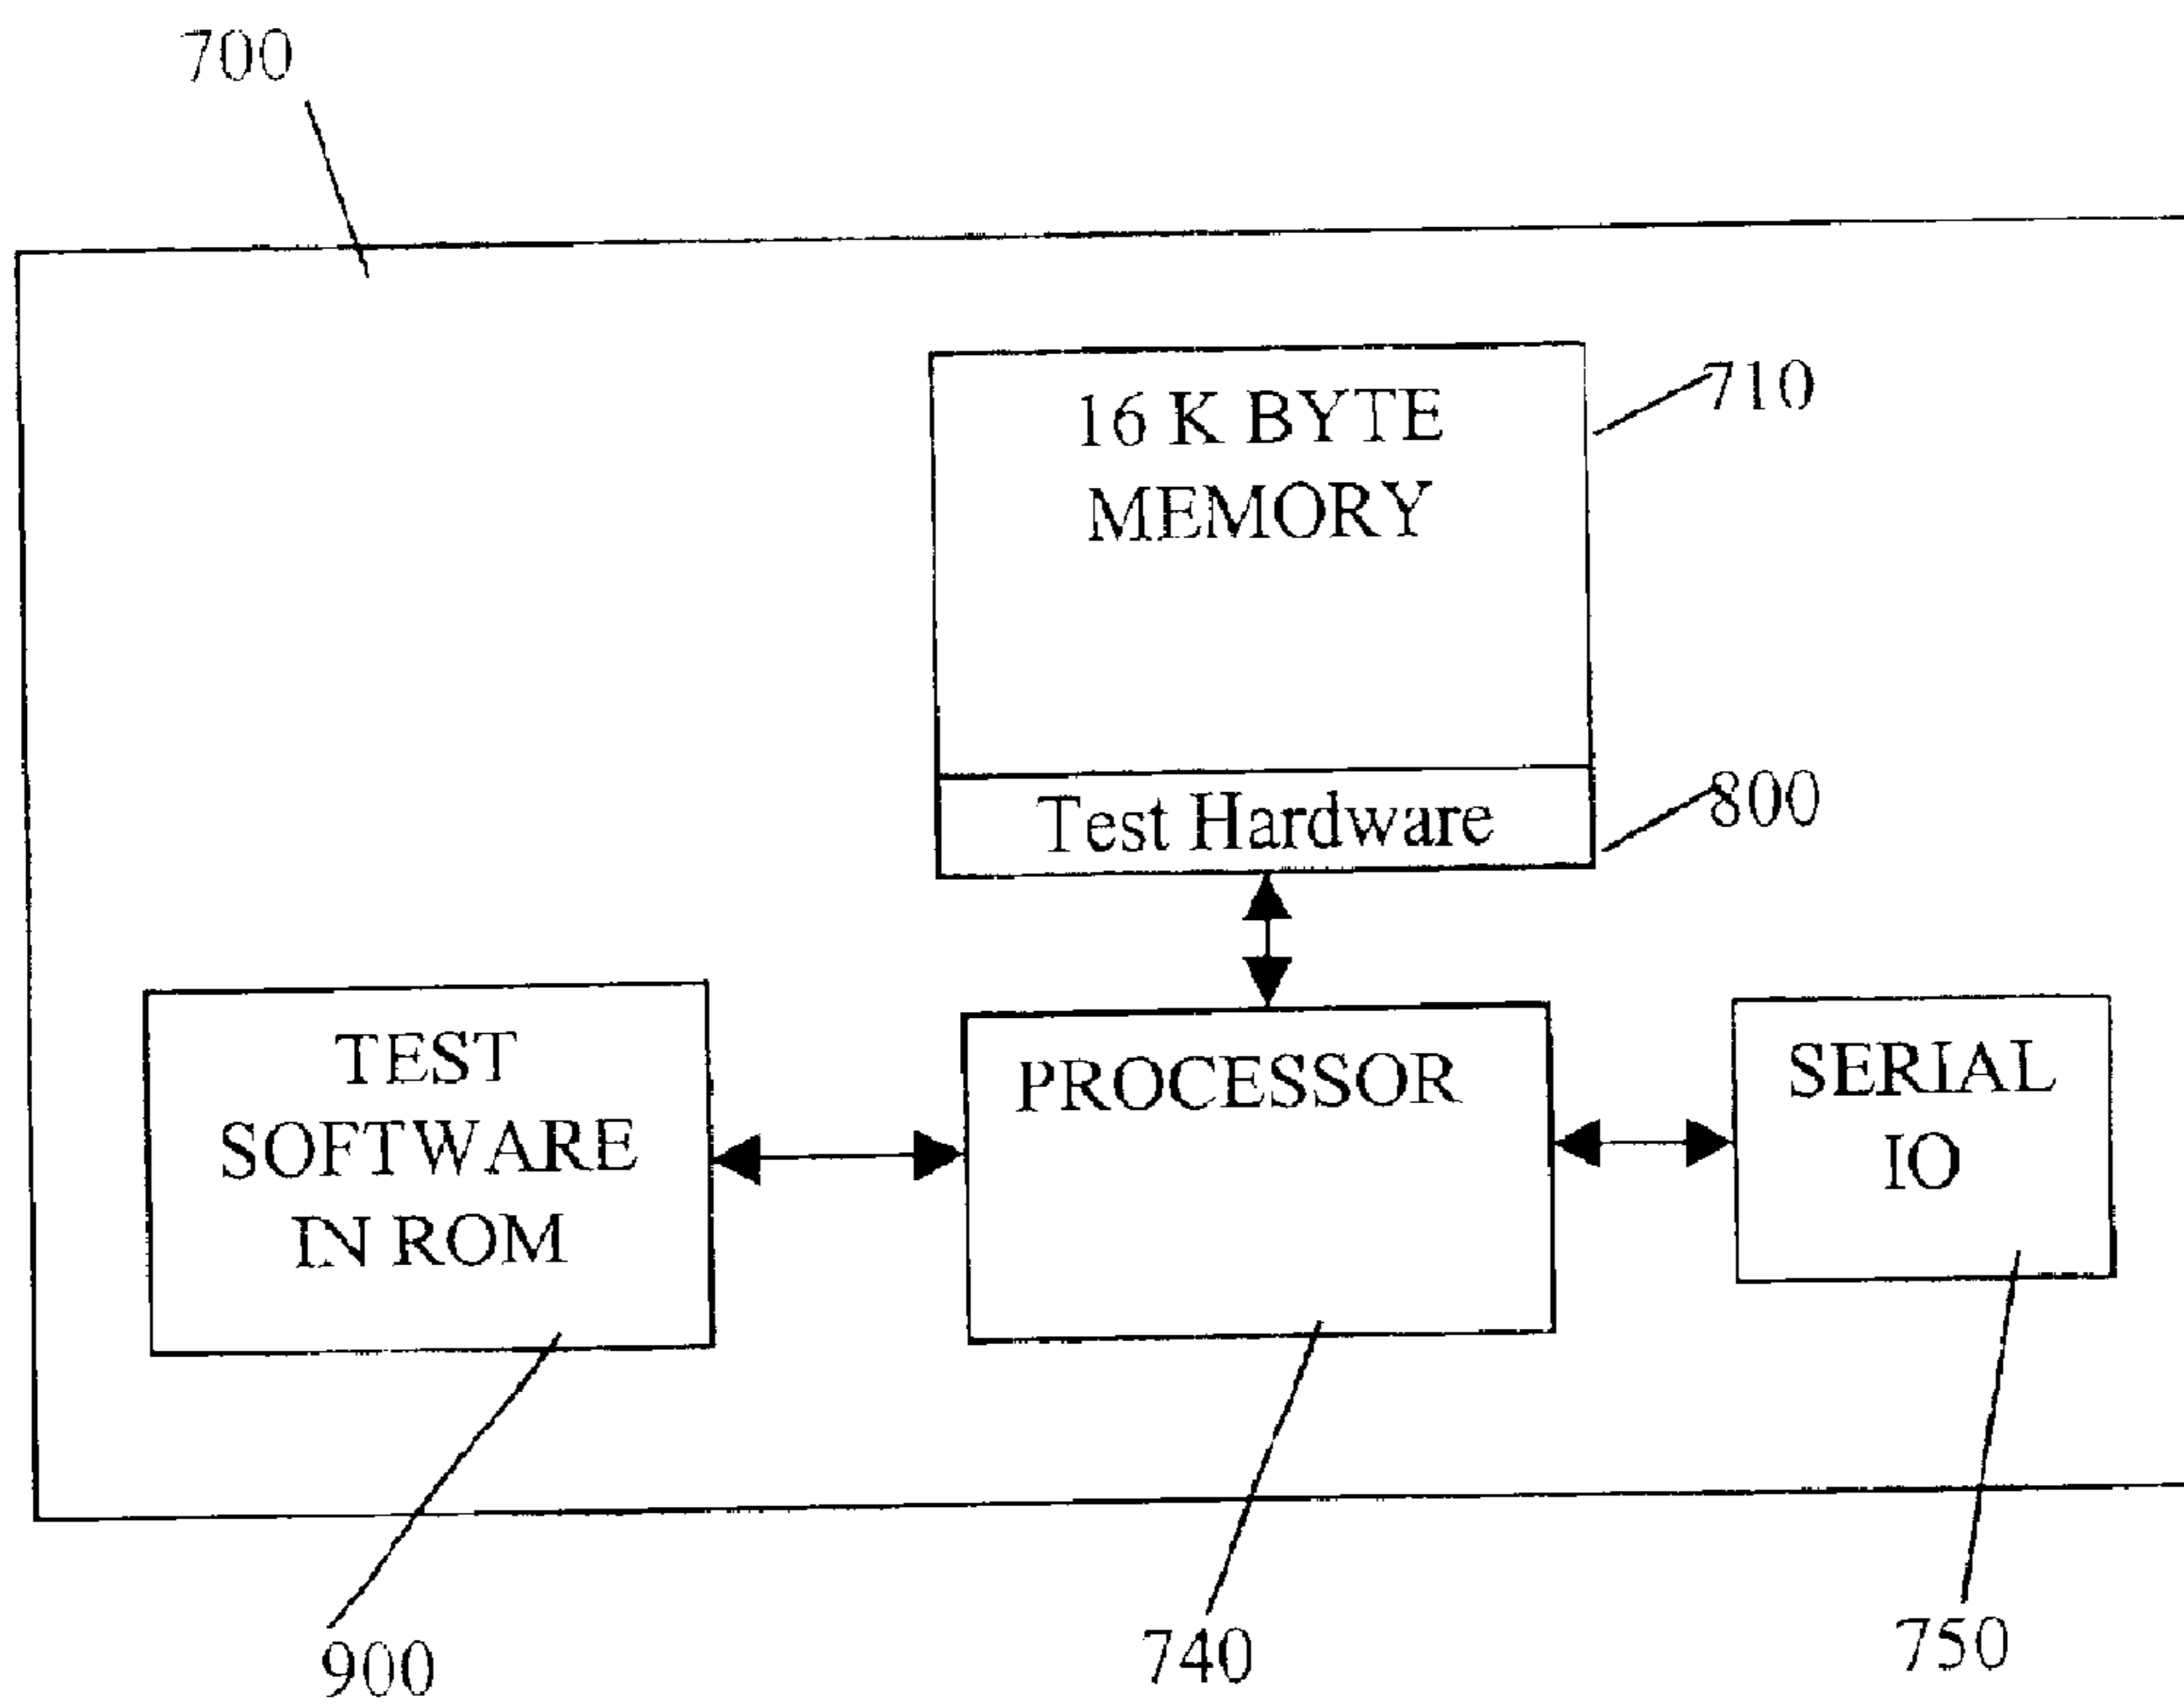 700
16 K BYTE
MEMORY
710
Test Hardware
800
TEST
SOFTWARE
IN ROM
PROCESSOR
SERIAL
IO
900
740
750